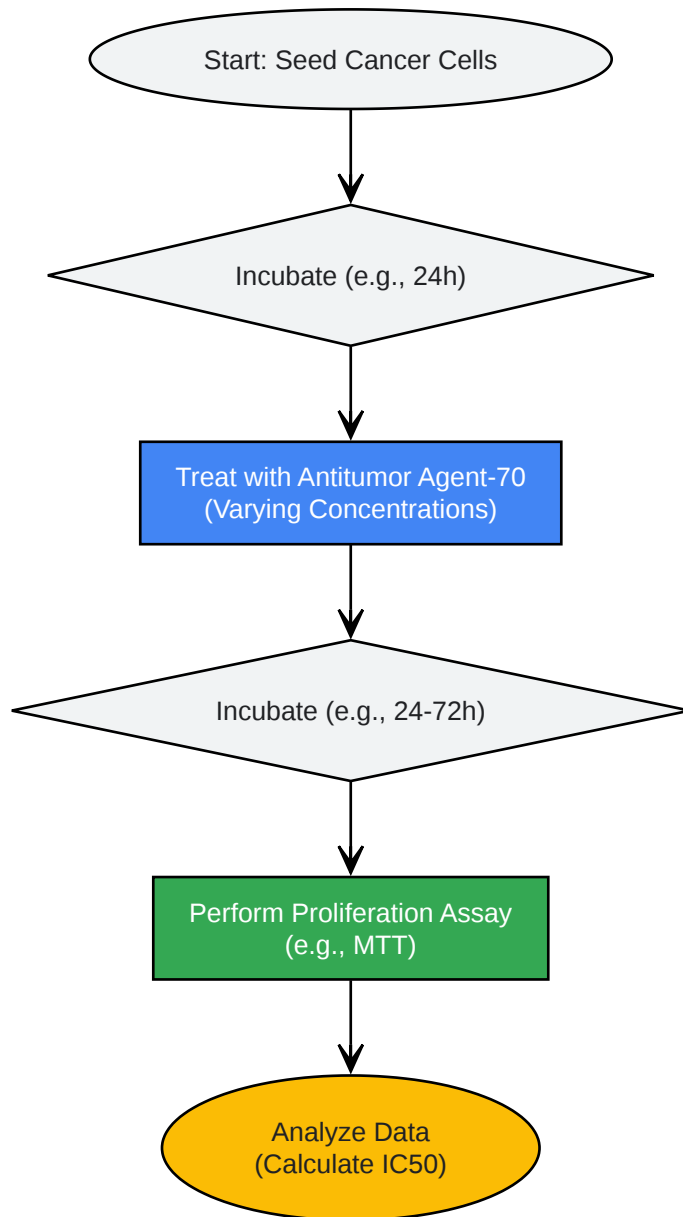 Start: Seed Cancer Cells
Incubate (e.g., 24h)
Treat with Antitumor Agent-70
(Varying Concentrations)
Incubate (e.g., 24-72h)
Perform Proliferation Assay
(e.g., MTT)
Analyze Data
(Calculate IC50)